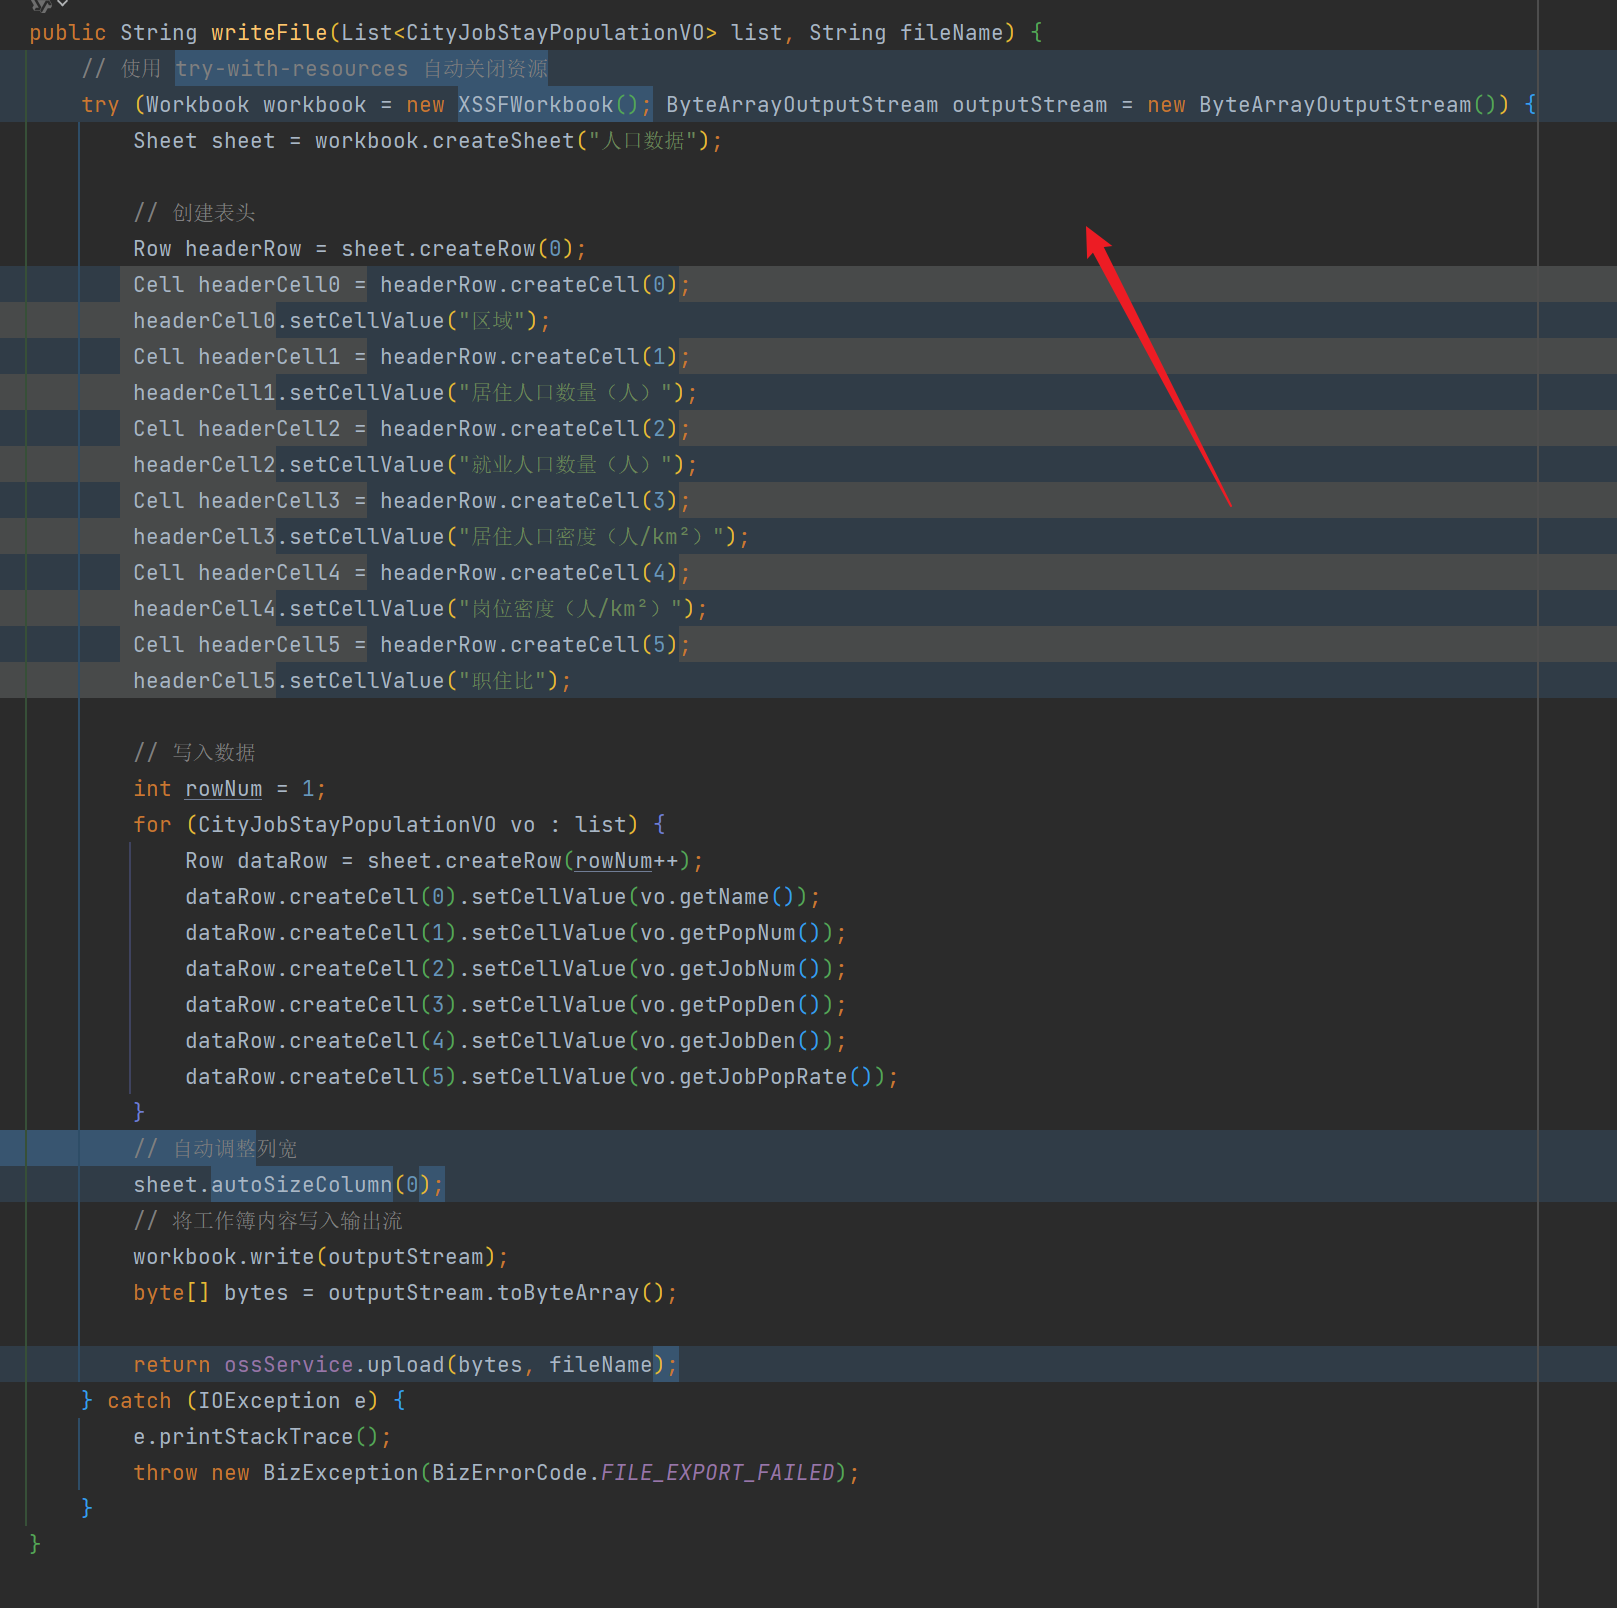 public String writeFile(List<CityJobStayPopulationVO> list, String fileName) {
    // 使用 try-with-resources 自动关闭资源
    try (Workbook workbook = new XSSFWorkbook(); ByteArrayOutputStream outputStream = new ByteArrayOutputStream()) {
        Sheet sheet = workbook.createSheet("人口数据");

        // 创建表头
        Row headerRow = sheet.createRow(0);
        Cell headerCell0 = headerRow.createCell(0);
        headerCell0.setCellValue("区域");
        Cell headerCell1 = headerRow.createCell(1);
        headerCell1.setCellValue("居住人口数量（人）");
        Cell headerCell2 = headerRow.createCell(2);
        headerCell2.setCellValue("就业人口数量（人）");
        Cell headerCell3 = headerRow.createCell(3);
        headerCell3.setCellValue("居住人口密度（人/km²）");
        Cell headerCell4 = headerRow.createCell(4);
        headerCell4.setCellValue("岗位密度（人/km²）");
        Cell headerCell5 = headerRow.createCell(5);
        headerCell5.setCellValue("职住比");

        // 写入数据
        int rowNum = 1;
        for (CityJobStayPopulationVO vo : list) {
            Row dataRow = sheet.createRow(rowNum++);
            dataRow.createCell(0).setCellValue(vo.getName());
            dataRow.createCell(1).setCellValue(vo.getPopNum());
            dataRow.createCell(2).setCellValue(vo.getJobNum());
            dataRow.createCell(3).setCellValue(vo.getPopDen());
            dataRow.createCell(4).setCellValue(vo.getJobDen());
            dataRow.createCell(5).setCellValue(vo.getJobPopRate());
        }
        // 自动调整列宽
        sheet.autoSizeColumn(0);
        // 将工作簿内容写入输出流
        workbook.write(outputStream);
        byte[] bytes = outputStream.toByteArray();

        return ossService.upload(bytes, fileName);
    } catch (IOException e) {
        e.printStackTrace();
        throw new BizException(BizErrorCode.FILE_EXPORT_FAILED);
    }
}